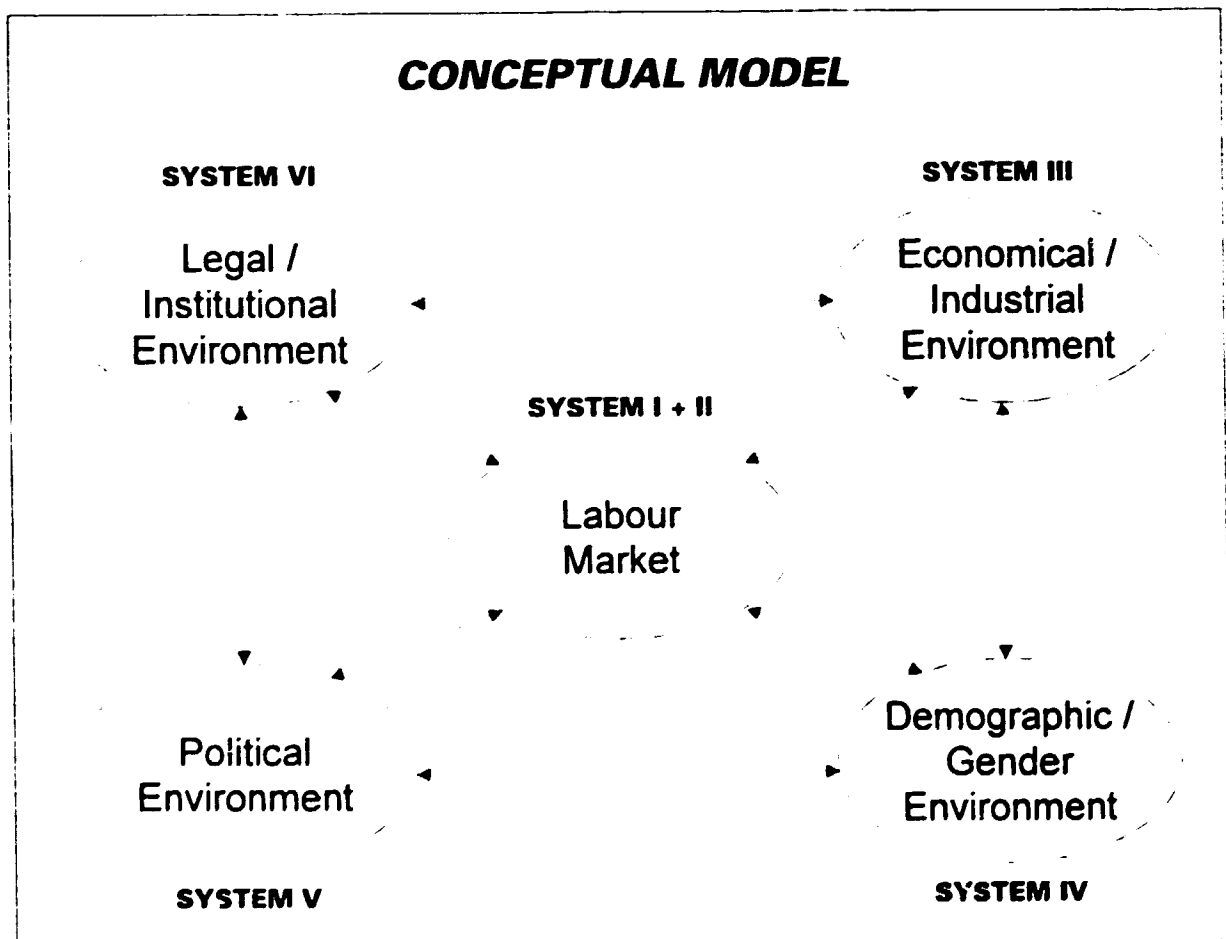 CONCEPTUAL MODEL
SYSTEM VI
Legal /
Institutional
Environment
SYSTEM III
Economical /
Industrial
Environment
SYSTEM I + II
Labour
Market
Political
Environment
SYSTEM V
Demographic /
Gender
Environment
SYSTEM IV